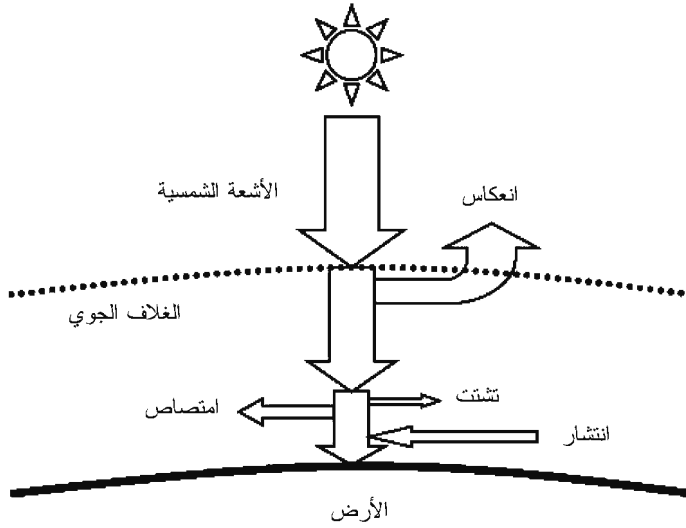 الأشعة الشمسية
انعكاس
الغلاف الجوي
تشتت
امتصاص
انتشار
الأرض